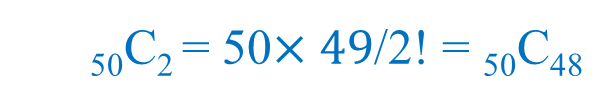 ₅₀C₂ = 50× 49/2! = ₅₀C₄₈